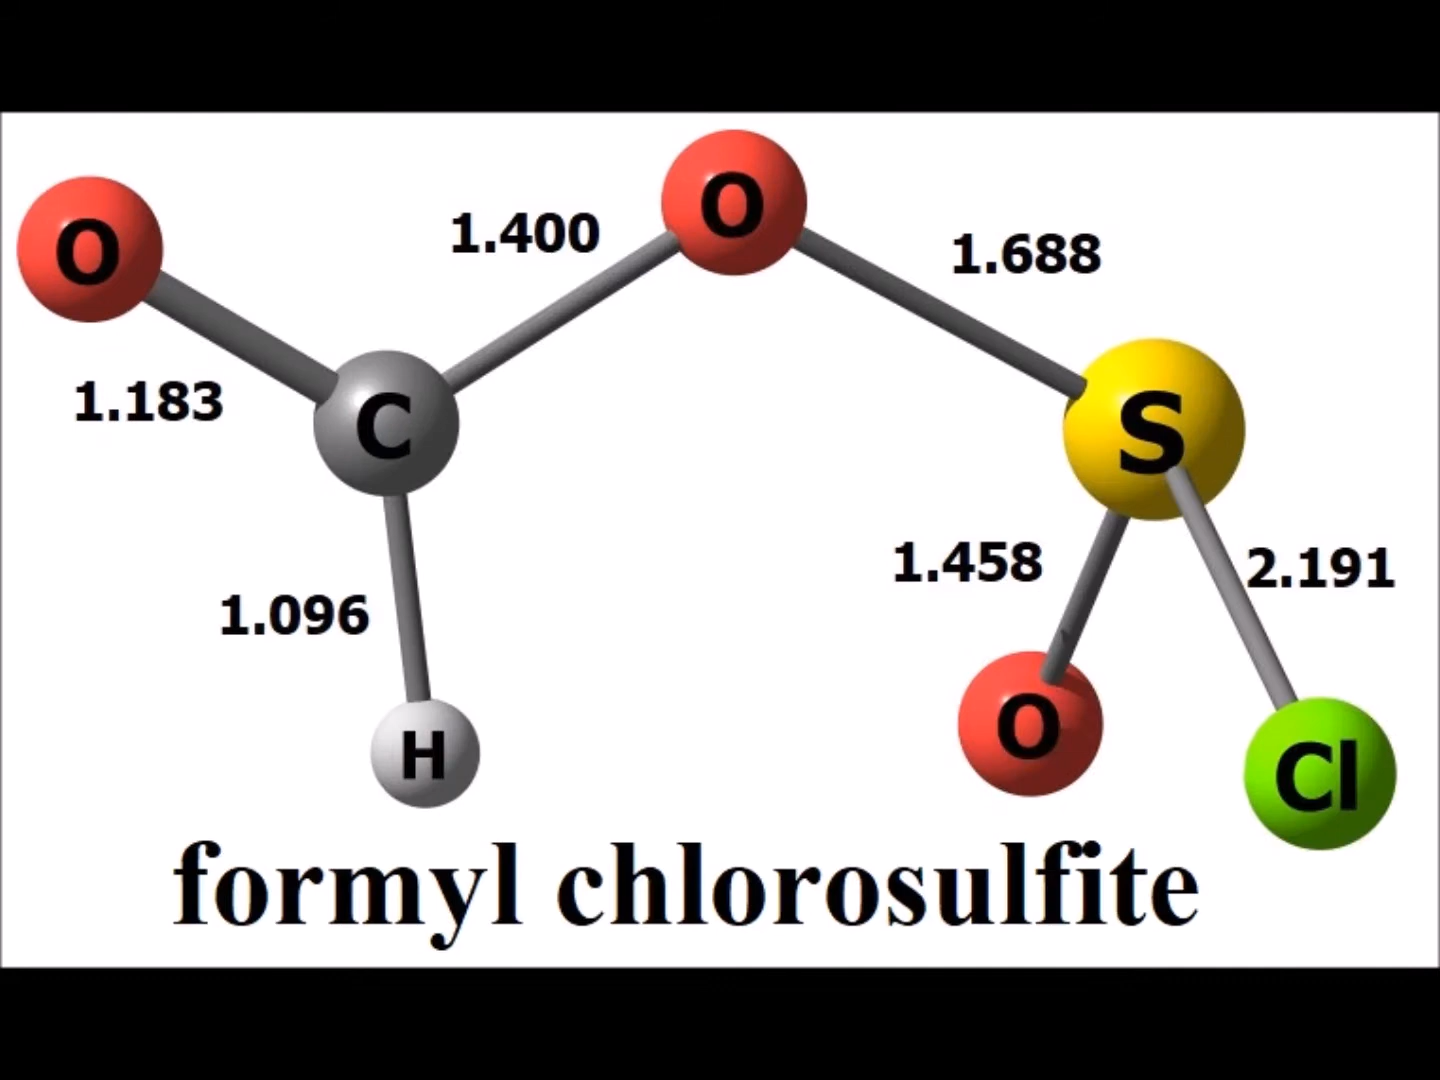 O
O
1.400
1.688
1.183
C
S
1.458
2.191
1.096
H
O
Cl
formyl chlorosulfite